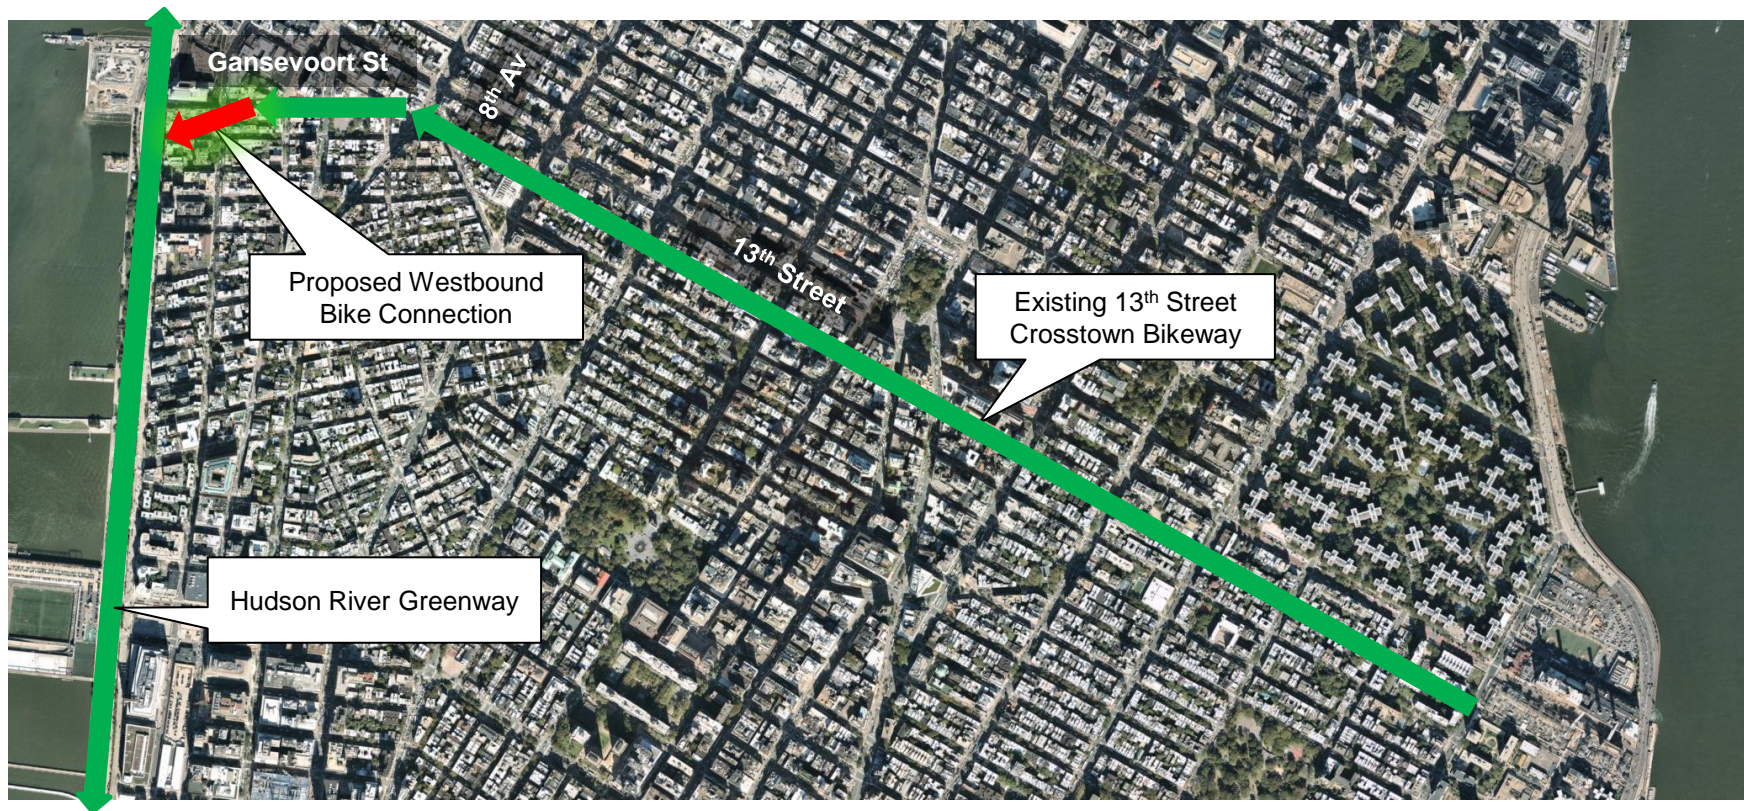 Gansevoort St
8th Av
13th Street
Proposed Westbound
Bike Connection
Existing 13th Street
Crosstown Bikeway
Hudson River Greenway